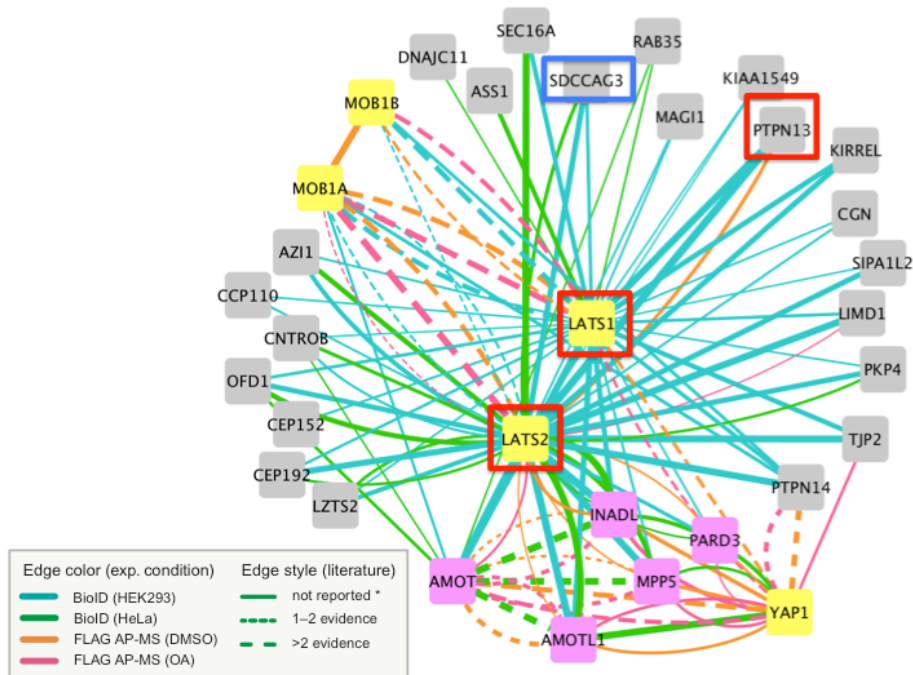 SEC16A
RAB35
DNAJC11
SDCCAG3
KIAA1549
ASS1
MOB1B
MAGI1
PTPN13
KIRREL
MOB1A
CGN
AZI1
SIPA1L2
CCP110
LIMD1
LATS1
CNTROB
PKP4
OFD1
CEP152
LATS2
TJP2
CEP192
PTPN14
LZTS2
INADL
PARD3
AMOT
MPP5
YAP1
AMOTL1
Edge color (exp. condition)
BioID (HEK293)
BioID (HeLa)
FLAG AP-MS (DMSO)
FLAG AP-MS (OA)
Edge style (literature)
not reported *
1–2 evidence
>2 evidence